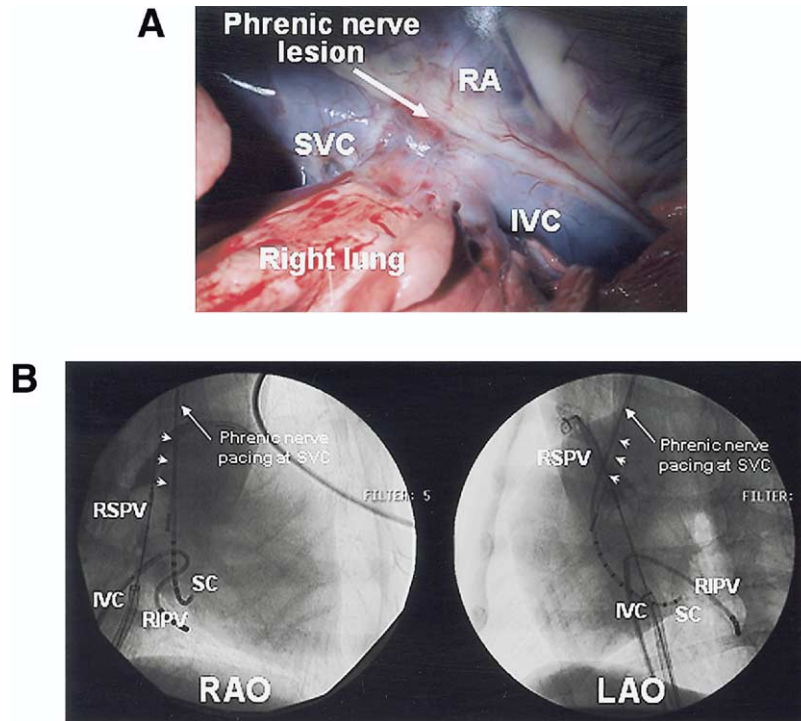 A
Phrenic nerve
lesion
RA
SVC
IVC
Right lung
B
Phrenic nerve
pacing at SVC
RSPV
FILTER: 5
IVC
SC
RIPV
RAO
Phrenic nerve
pacing at SVC
RSPV
FILTER:
IVC
SC
RIPV
LAO